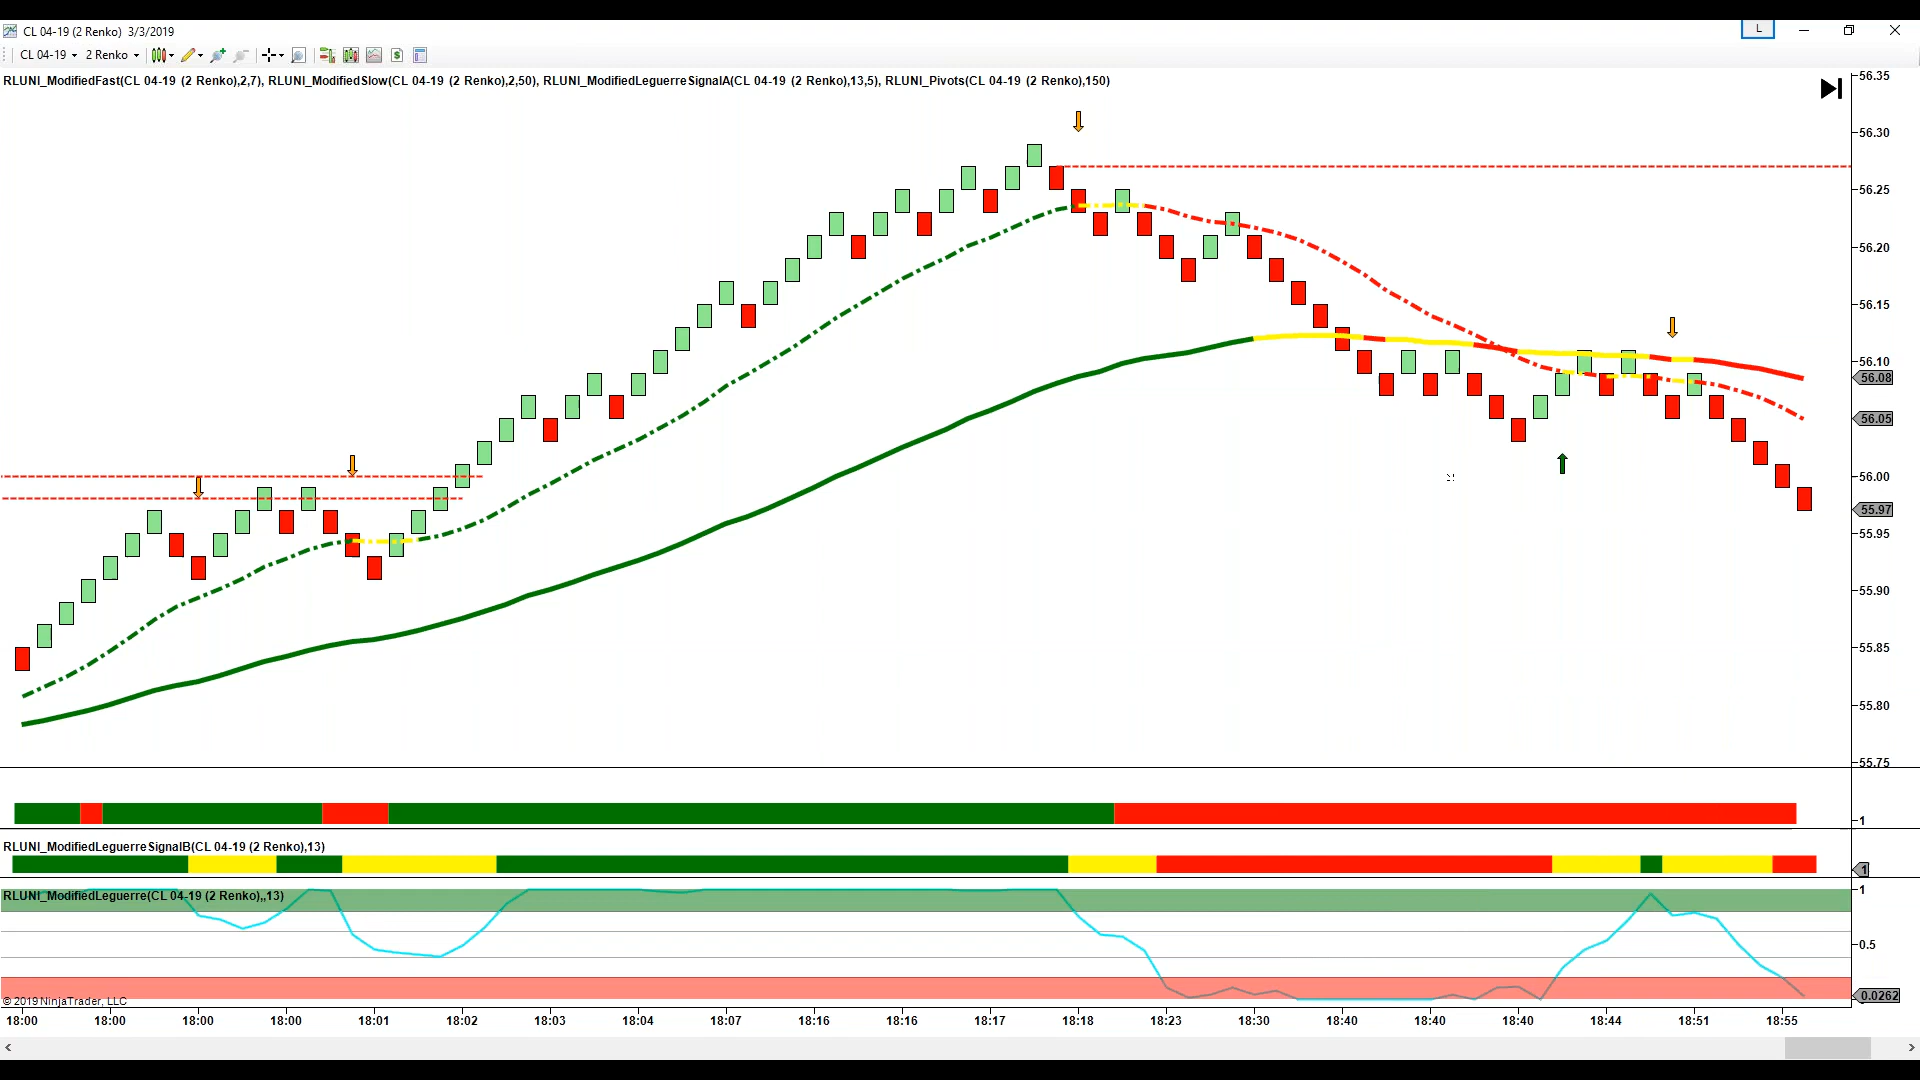 CL 04-19 (2 Renko)  3/3/2019
L
CL 04-19
2 Renko
RLUNI_ModifiedFast(CL 04-19 (2 Renko),2,7), RLUNI_ModifiedSlow(CL 04-19 (2 Renko),2,50), RLUNI_ModifiedLeguerreSignalA(CL 04-19 (2 Renko),13,5), RLUNI_Pivots(CL 04-19 (2 Renko),150)
56.35
56.30
56.25
56.20
56.15
56.10
56.08
56.05
56.00
55.97
55.95
55.90
55.85
55.80
55.75
1
RLUNI_ModifiedLeguerreSignalB(CL 04-19 (2 Renko),13)
1
RLUNI_ModifiedLeguerre(CL 04-19 (2 Renko),,13)
1
0.5
0.0262
© 2019 NinjaTrader, LLC
18:00 18:00 18:00 18:00 18:01 18:02 18:03 18:04 18:07 18:16 18:16 18:17 18:18 18:23 18:30 18:40 18:40 18:40 18:44 18:51 18:55